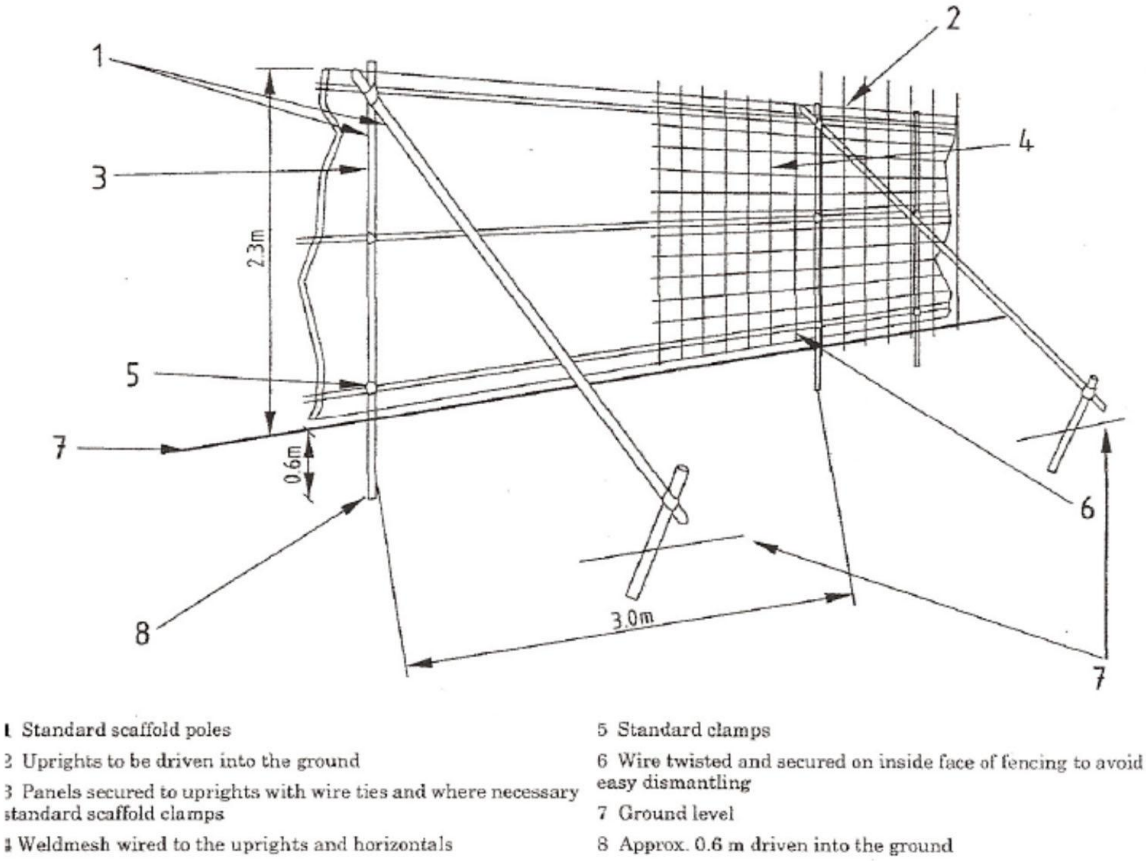 1
2
3
4
2.3m
5
7
0.6m
6
8
3.0m
7
1 Standard scaffold poles
2 Uprights to be driven into the ground
3 Panels secured to uprights with wire ties and where necessary
standard scaffold clamps
4 Weldmesh wired to the uprights and horizontals
5 Standard clamps
6 Wire twisted and secured on inside face of fencing to avoid
easy dismantling
7 Ground level
8 Approx. 0.6 m driven into the ground